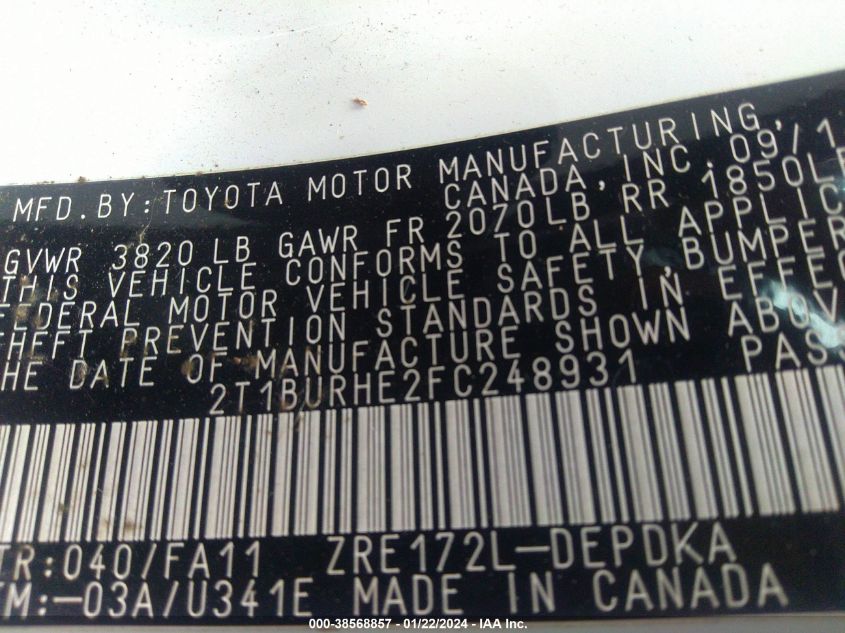 MFD. BY: TOYOTA MOTOR MANUFACTURING,
CANADA, INC. 09/1
GVWR 3820 LB GAWR FR 2070LB, RR 1850LB
THIS VEHICLE CONFORMS TO ALL APPLIC
FEDERAL MOTOR VEHICLE SAFETY, BUMPER
THEFT PREVENTION STANDARDS IN EFFEC
HE DATE OF MANUFACTURE SHOWN ABOV
2T1BURHE2FC248931 PAS
TR:040/FA11 ZRE172L-DEPDKA
TM:-03A/U341E MADE IN CANADA
000-38568857 - 01/22/2024 - IAA Inc.